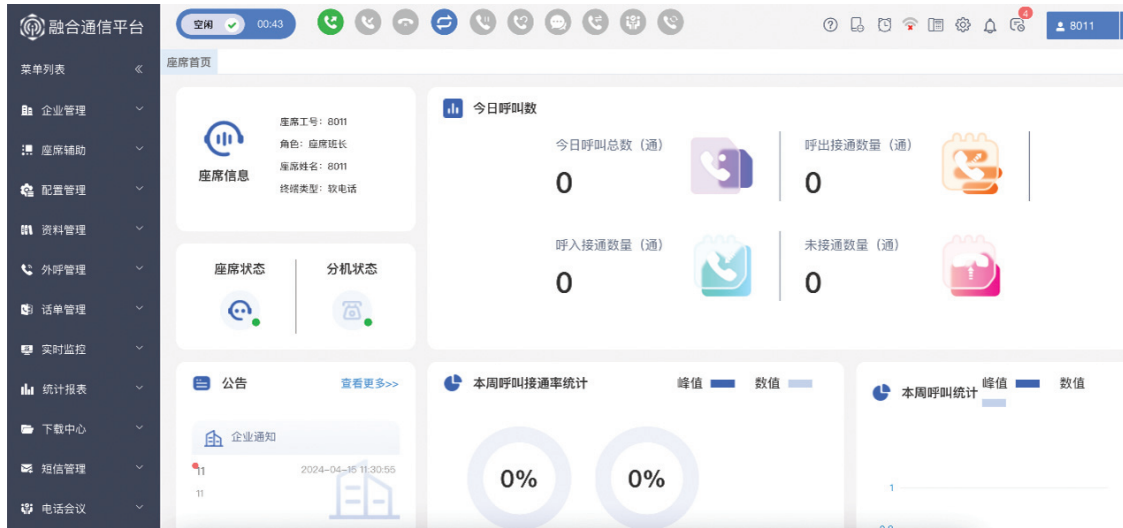 融合通信平台
空闲 00:43
4
8011
菜单列表
座席首页
企业管理
座席辅助
配置管理
资料管理
外呼管理
话单管理
实时监控
统计报表
下载中心
短信管理
电话会议
座席信息
座席工号：8011
角色：座席班长
座席姓名：8011
终端类型：软电话
今日呼叫数
今日呼叫总数（通）
0
呼出接通数量（通）
0
呼入接通数量（通）
0
未接通数量（通）
0
座席状态
分机状态
公告
查看更多>>
企业通知
11
2024-04-15 11:30:55
11
本周呼叫接通率统计
峰值
数值
0%
0%
本周呼叫统计
峰值
数值
1